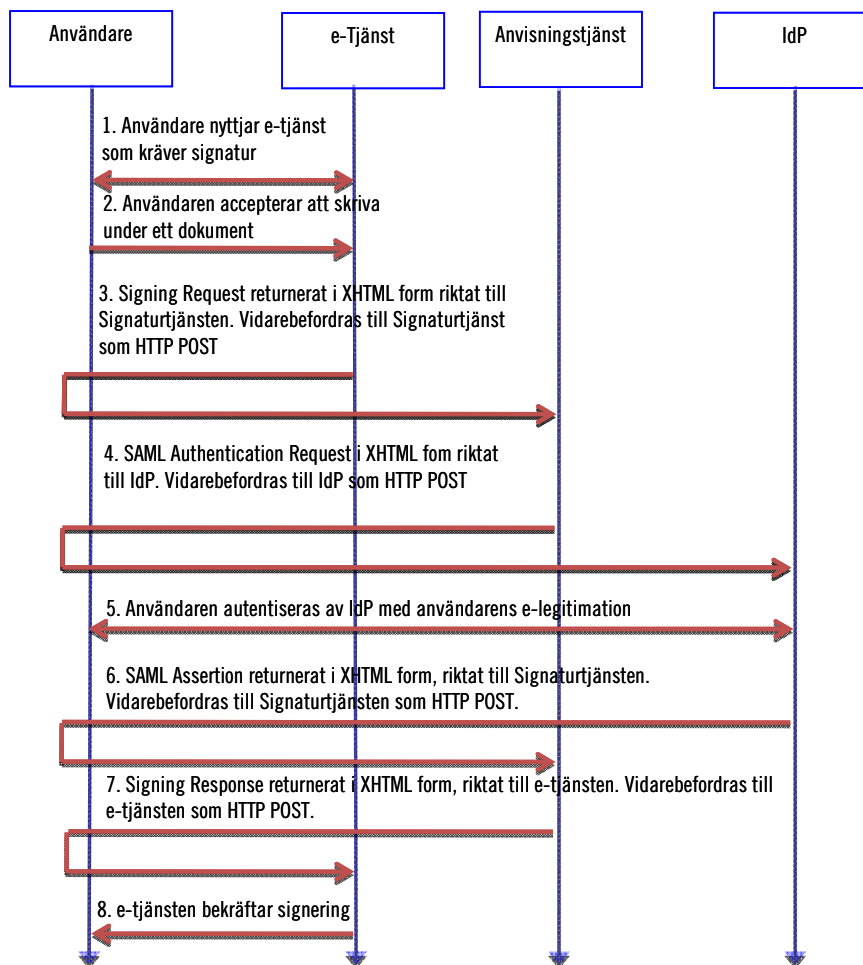 Användare
e-Tjänst
Anvisningstjänst
IdP
1. Användare nyttjar e-tjänst
som kräver signatur
2. Användaren accepterar att skriva
under ett dokument
3. Signing Request returnerat i XHTML form riktat till
Signaturtjänsten. Vidarebefordras till Signaturtjänst
som HTTP POST
4. SAML Authentication Request i XHTML fom riktat
till IdP. Vidarebefordras till IdP som HTTP POST
5. Användaren autentiseras av IdP med användarens e-legitimation
6. SAML Assertion returnerat i XHTML form, riktat till Signaturtjänsten.
Vidarebefordras till Signaturtjänsten som HTTP POST.
7. Signing Response returnerat i XHTML form, riktat till e-tjänsten. Vidarebefordras till
e-tjänsten som HTTP POST.
8. e-tjänsten bekräftar signering